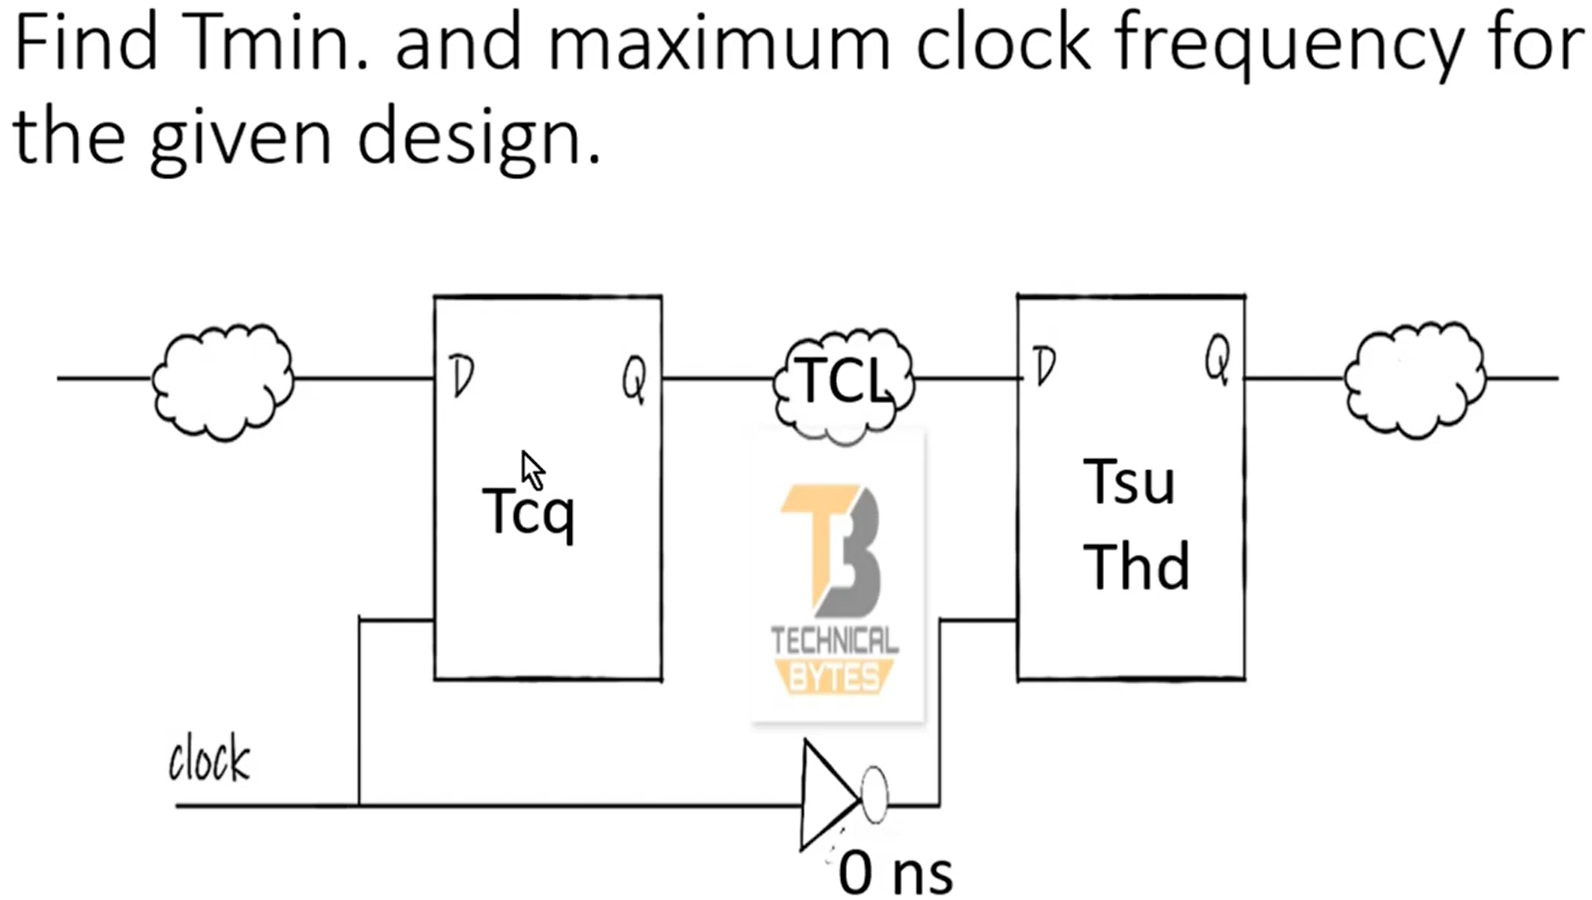 Find Tmin. and maximum clock frequency for
the given design.
D
Q
TCL
D
Q
Tcq
Tsu
Thd
TECHNICAL
BYTES
clock
0 ns